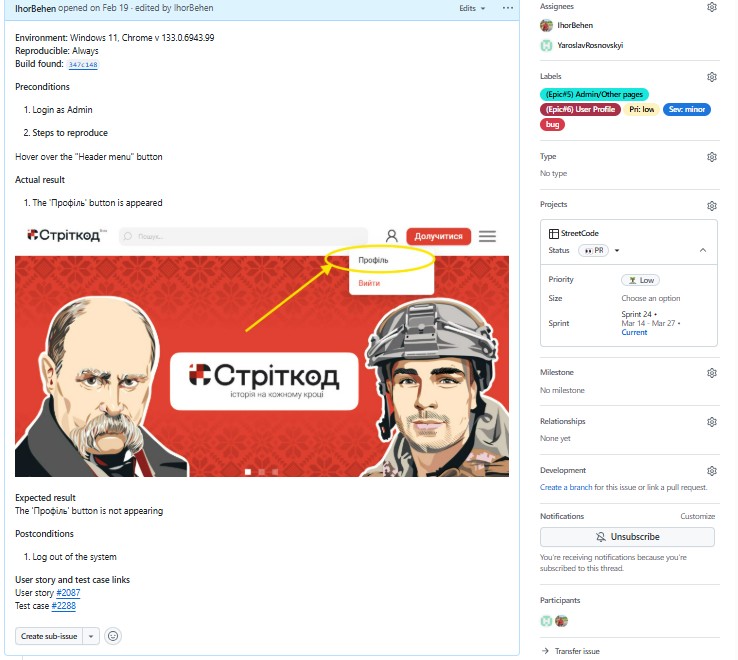 IhorBehen opened on Feb 19 · edited by IhorBehen
Edits
Environment: Windows 11, Chrome v 133.0.6943.99
Reproducible: Always
Build found: 347c148
Preconditions
1. Login as Admin
2. Steps to reproduce
Hover over the "Header menu" button
Actual result
1. The 'Профіль' button is appeared
Стріткод
Пошук...
Долучитися
Профіль
Вийти
Стріткод
історія на кожному кроці
Expected result
The 'Профіль' button is not appearing
Postconditions
1. Log out of the system
User story and test case links
User story #2087
Test case #2288
Create sub-issue
Assignees
IhorBehen
YaroslavRosnovskyi
Labels
(Epic#5) Admin/Other pages
(Epic#6) User Profile
Pri: low
Sev: minor
bug
Type
No type
Projects
StreetCode
Status
PR
Priority
Low
Size
Choose an option
Sprint
Sprint 24 •
Mar 14 - Mar 27 •
Current
Milestone
No milestone
Relationships
None yet
Development
Create a branch for this issue or link a pull request.
Notifications
Customize
Unsubscribe
You're receiving notifications because you're
subscribed to this thread.
Participants
Transfer issue